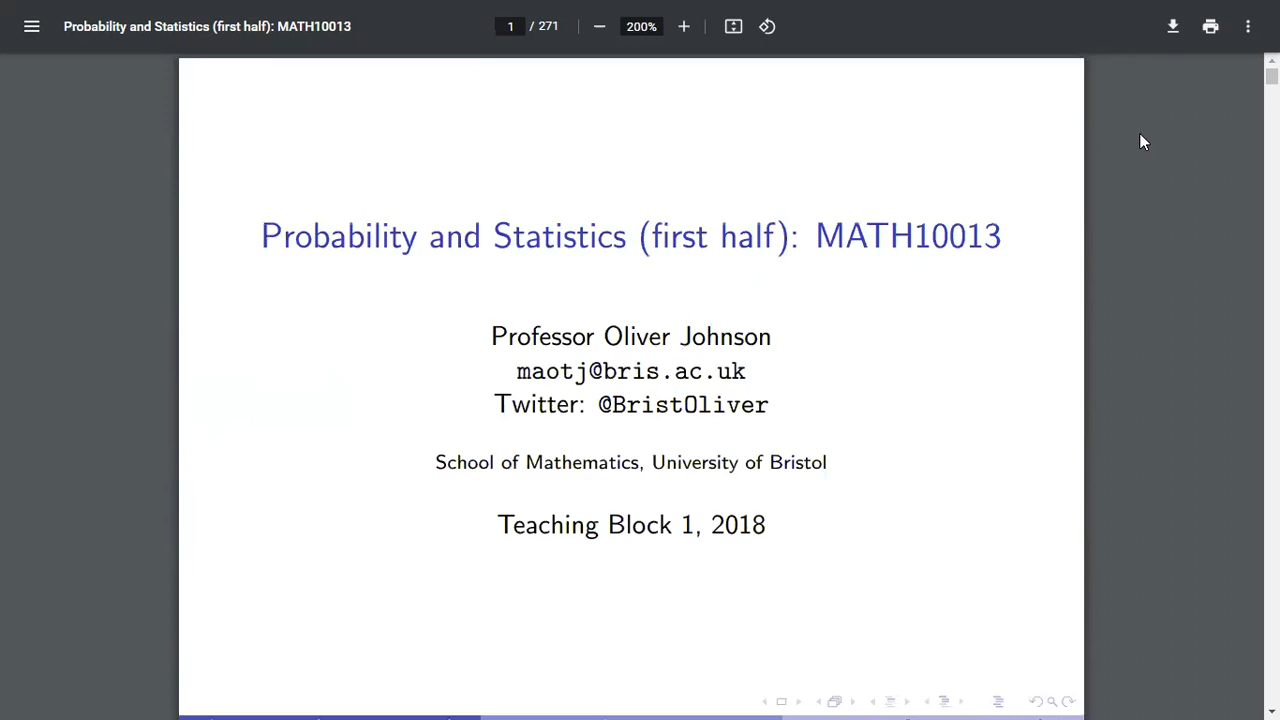 Probability and Statistics (first half): MATH10013
1 / 271
200%
Probability and Statistics (first half): MATH10013
Professor Oliver Johnson
maotj@bris.ac.uk
Twitter: @BristOliver
School of Mathematics, University of Bristol
Teaching Block 1, 2018